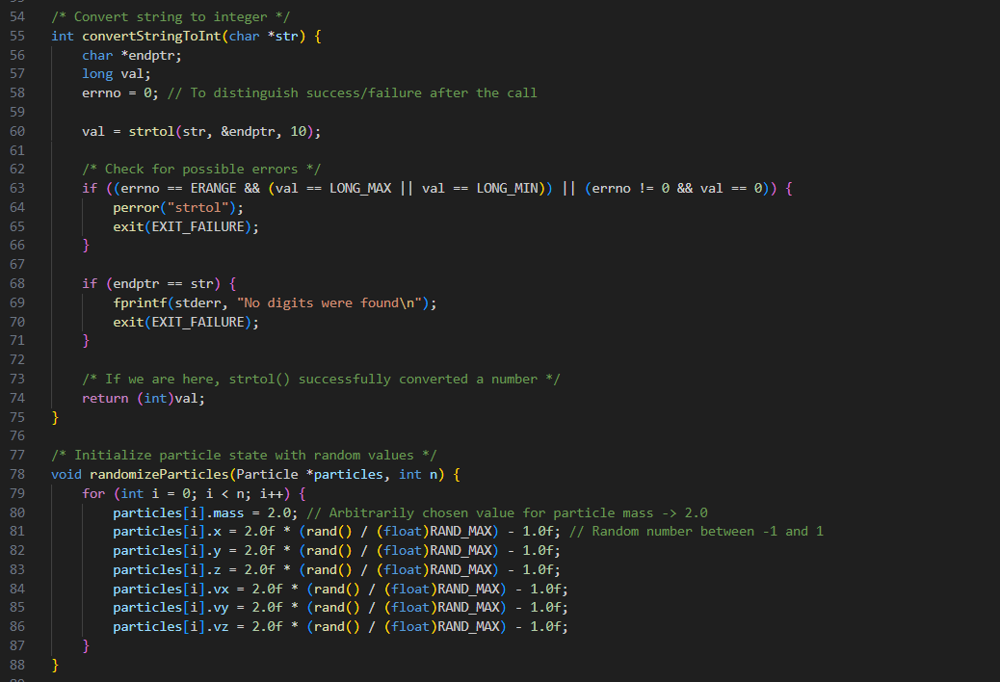 54 /* Convert string to integer */
55 int convertStringToInt(char *str) {
56     char *endptr;
57     long val;
58     errno = 0; // To distinguish success/failure after the call
59
60     val = strtol(str, &endptr, 10);
61
62     /* Check for possible errors */
63     if ((errno == ERANGE && (val == LONG_MAX || val == LONG_MIN)) || (errno != 0 && val == 0)) {
64         perror("strtol");
65         exit(EXIT_FAILURE);
66     }
67
68     if (endptr == str) {
69         fprintf(stderr, "No digits were found\n");
70         exit(EXIT_FAILURE);
71     }
72
73     /* If we are here, strtol() successfully converted a number */
74     return (int)val;
75 }
76
77 /* Initialize particle state with random values */
78 void randomizeParticles(Particle *particles, int n) {
79     for (int i = 0; i < n; i++) {
80         particles[i].mass = 2.0; // Arbitrarily chosen value for particle mass -> 2.0
81         particles[i].x = 2.0f * (rand() / (float)RAND_MAX) - 1.0f; // Random number between -1 and 1
82         particles[i].y = 2.0f * (rand() / (float)RAND_MAX) - 1.0f;
83         particles[i].z = 2.0f * (rand() / (float)RAND_MAX) - 1.0f;
84         particles[i].vx = 2.0f * (rand() / (float)RAND_MAX) - 1.0f;
85         particles[i].vy = 2.0f * (rand() / (float)RAND_MAX) - 1.0f;
86         particles[i].vz = 2.0f * (rand() / (float)RAND_MAX) - 1.0f;
87     }
88 }